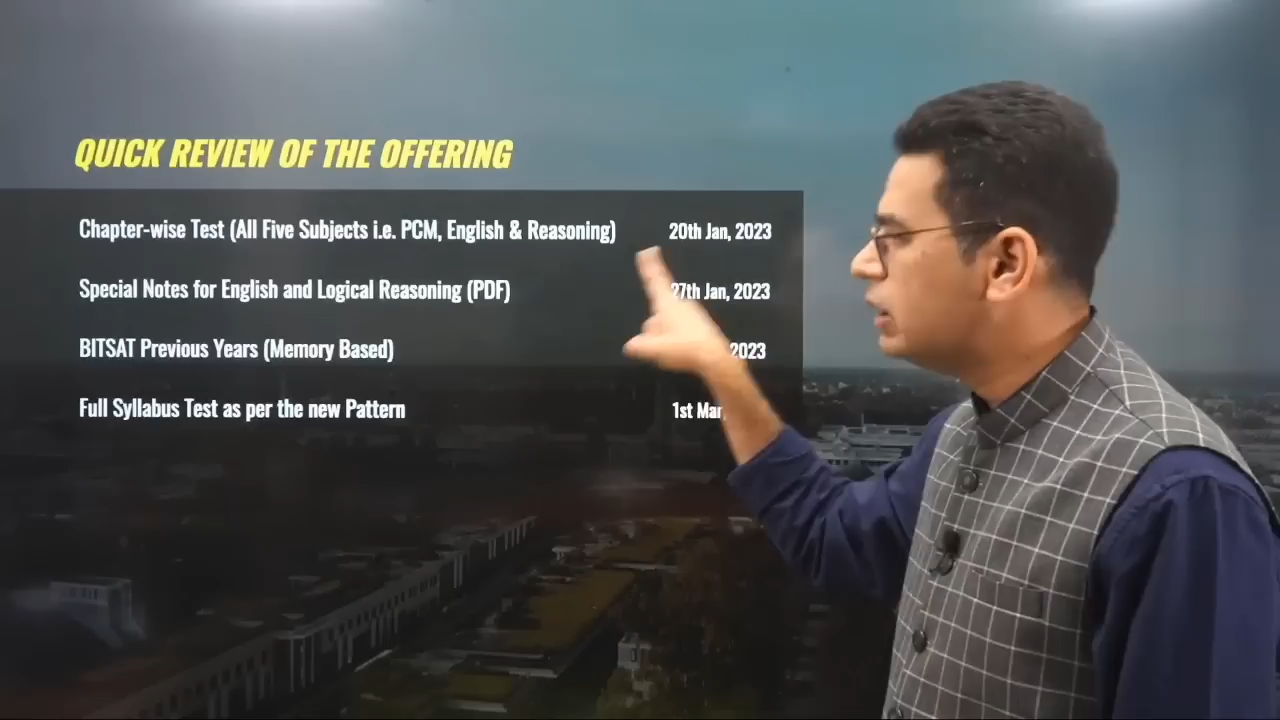 QUICK REVIEW OF THE OFFERING
Chapter-wise Test (All Five Subjects i.e. PCM, English & Reasoning) 20th Jan, 2023
Special Notes for English and Logical Reasoning (PDF) 27th Jan, 2023
BITSAT Previous Years (Memory Based) 2023
Full Syllabus Test as per the new Pattern 1st